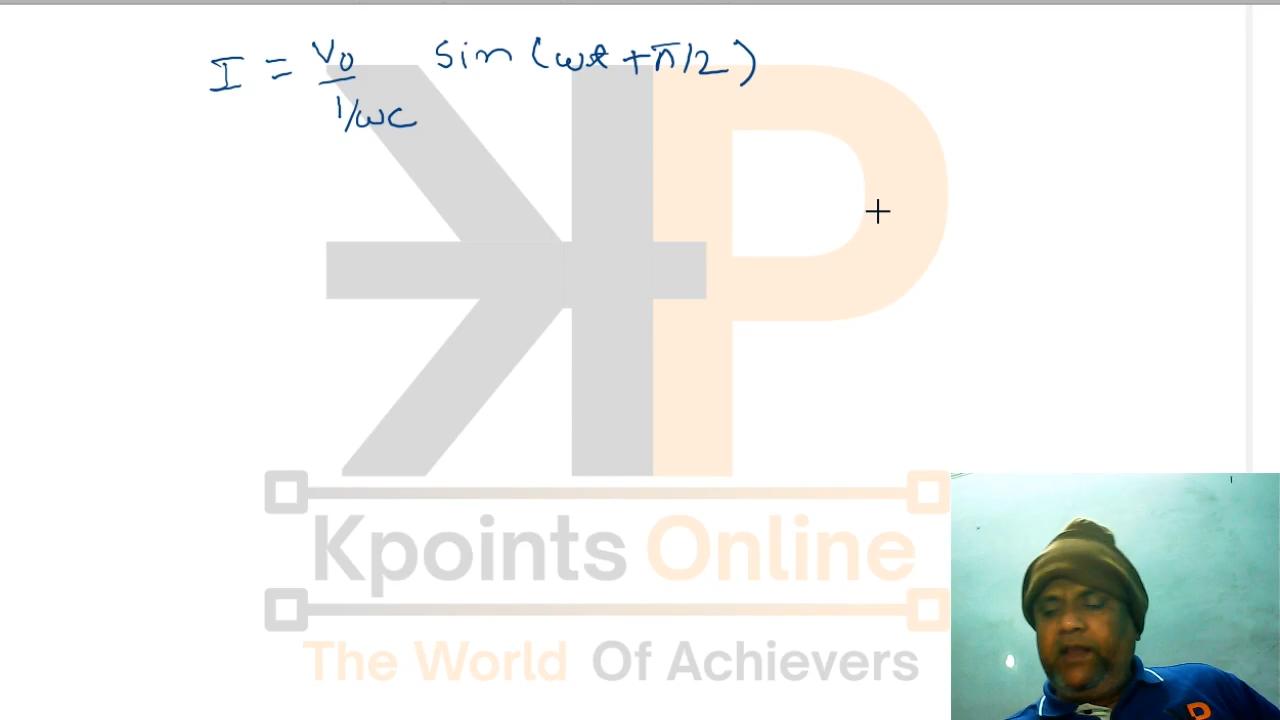 I = V0 / 1/ωC sin(ωt + π/2)
Kpoints Online
The World Of Achievers